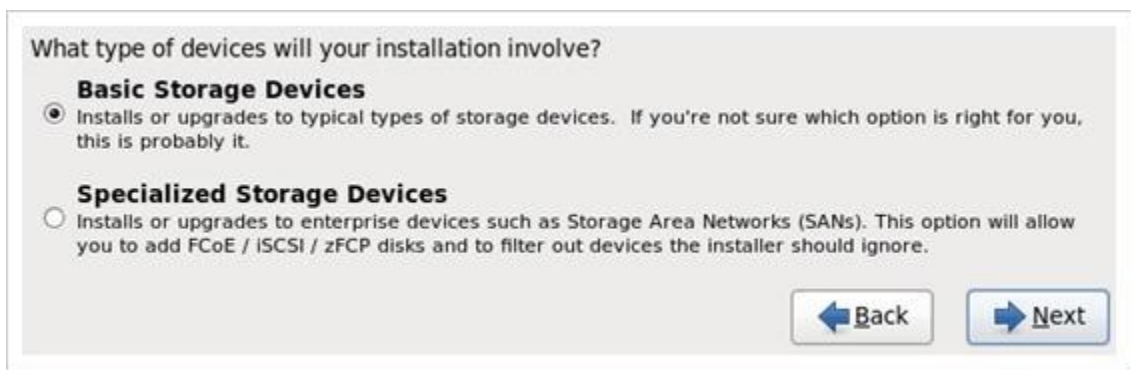 What type of devices will your installation involve?
Basic Storage Devices
Installs or upgrades to typical types of storage devices.  If you're not sure which option is right for you,
this is probably it.
Specialized Storage Devices
Installs or upgrades to enterprise devices such as Storage Area Networks (SANs). This option will allow
you to add FCoE / iSCSI / zFCP disks and to filter out devices the installer should ignore.
Back
Next